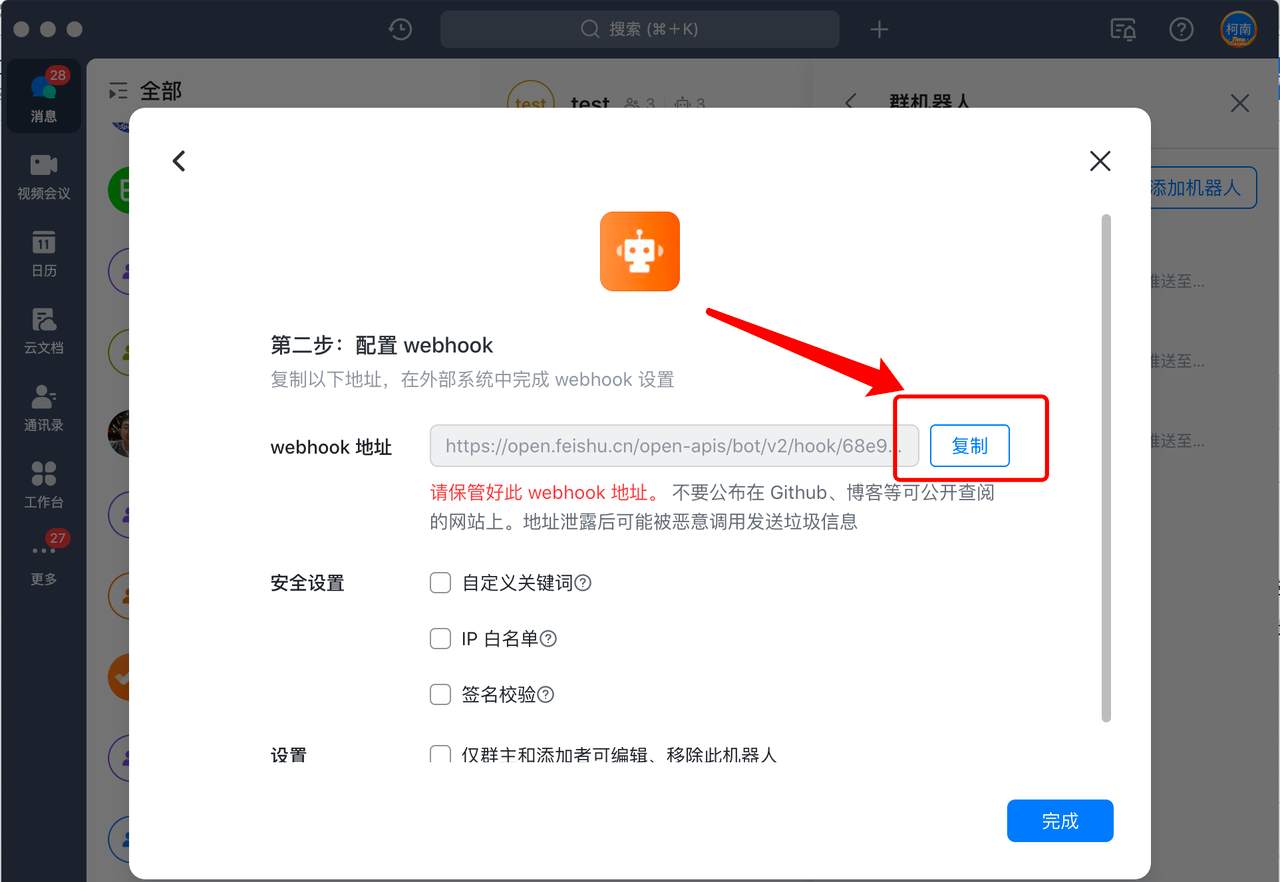 搜索 (⌘＋K)
柯南
28
消息
全部
test
test
3
3
群机器人
视频会议
添加机器人
11
日历
推送至...
第二步：配置 webhook
云文档
推送至...
复制以下地址，在外部系统中完成 webhook 设置
通讯录
webhook 地址
https://open.feishu.cn/open-apis/bot/v2/hook/68e9...
复制
推送至...
请保管好此 webhook 地址。 不要公布在 Github、博客等可公开查阅
的网站上。地址泄露后可能被恶意调用发送垃圾信息
工作台
27
更多
安全设置
自定义关键词
IP 白名单
签名校验
设置
仅群主和添加者可编辑、移除此机器人
完成